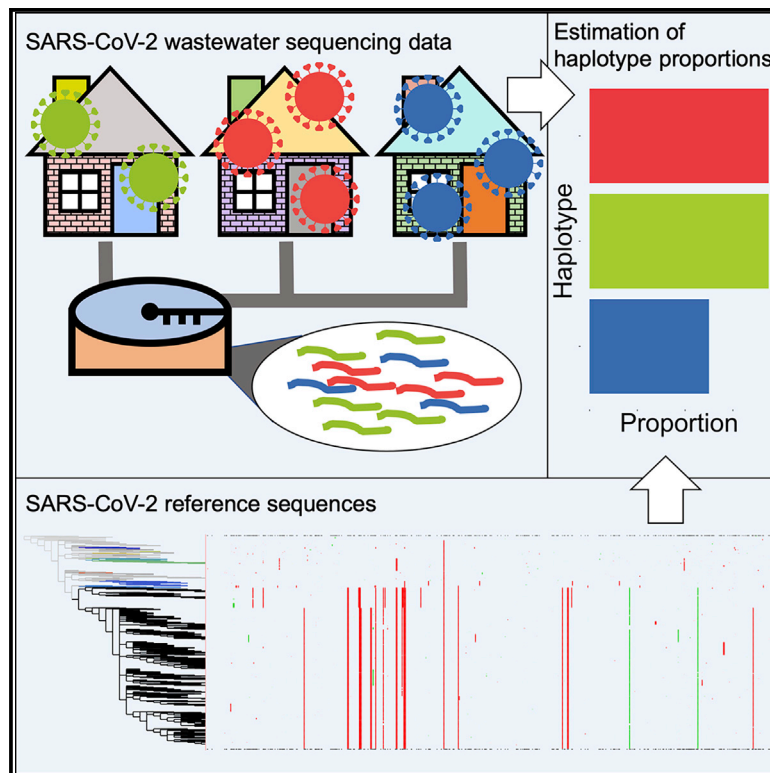 SARS-CoV-2 wastewater sequencing data
Estimation of
haplotype proportions
Haplotype
Proportion
SARS-CoV-2 reference sequences